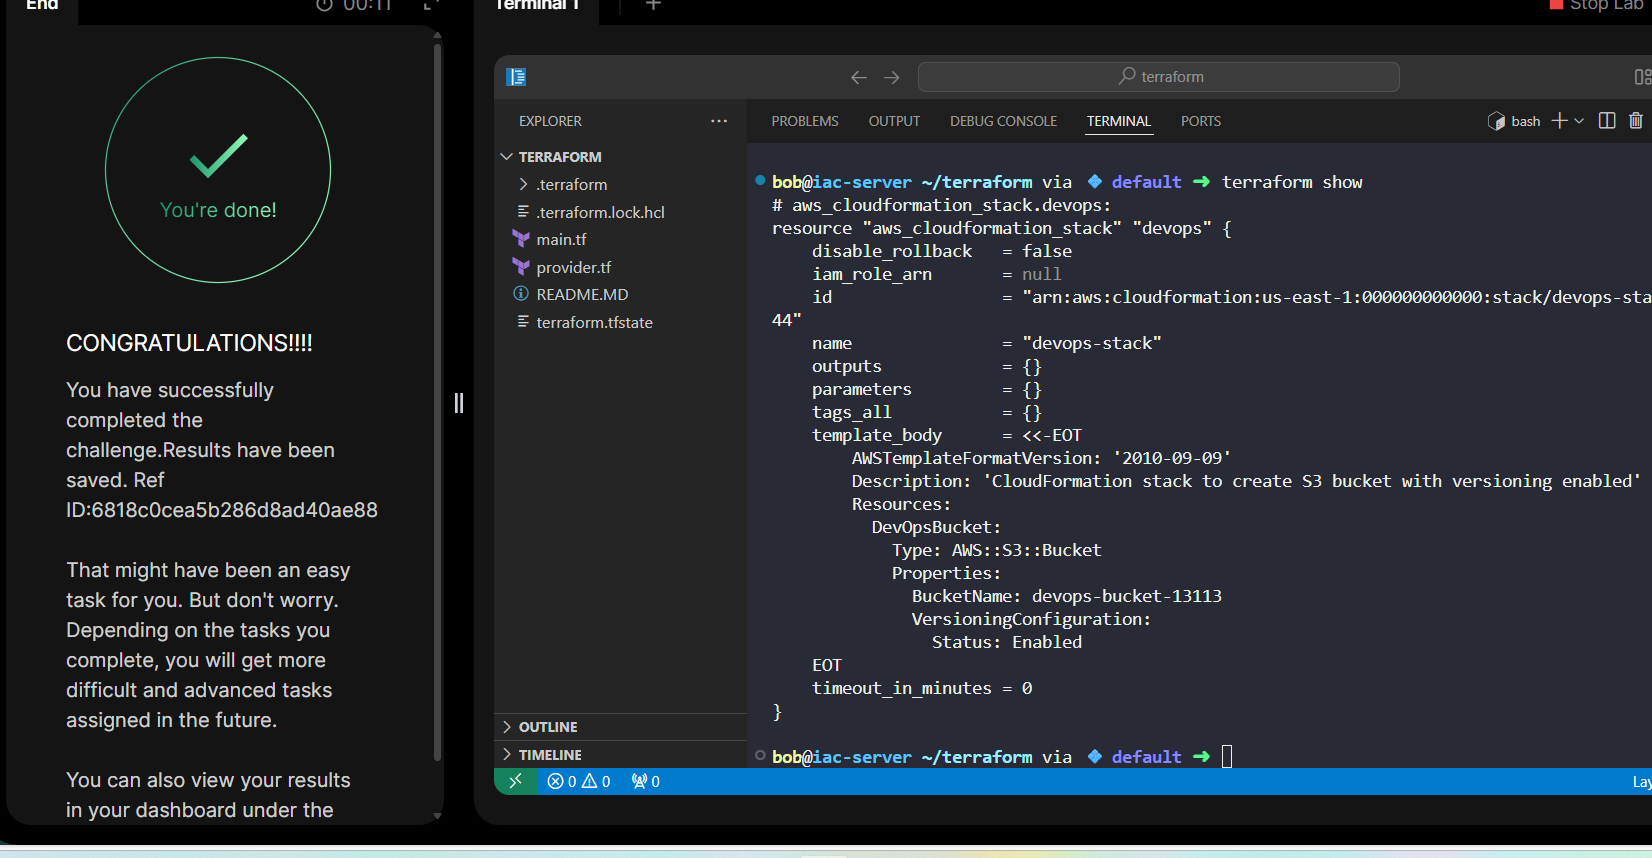 End
00:11
Terminal 1
+
Stop Lab
You're done!
CONGRATULATIONS!!!!
You have successfully
completed the
challenge.Results have been
saved. Ref
ID:6818c0cea5b286d8ad40ae88
That might have been an easy
task for you. But don't worry.
Depending on the tasks you
complete, you will get more
difficult and advanced tasks
assigned in the future.
You can also view your results
in your dashboard under the
terraform
EXPLORER
TERRAFORM
.terraform
.terraform.lock.hcl
main.tf
provider.tf
README.MD
terraform.tfstate
OUTLINE
TIMELINE
PROBLEMS OUTPUT DEBUG CONSOLE TERMINAL PORTS
bash
bob@iac-server ~/terraform via default ➜ terraform show
# aws_cloudformation_stack.devops:
resource "aws_cloudformation_stack" "devops" {
    disable_rollback   = false
    iam_role_arn       = null
    id                 = "arn:aws:cloudformation:us-east-1:000000000000:stack/devops-sta
44"
    name               = "devops-stack"
    outputs            = {}
    parameters         = {}
    tags_all           = {}
    template_body      = <<-EOT
        AWSTemplateFormatVersion: '2010-09-09'
        Description: 'CloudFormation stack to create S3 bucket with versioning enabled'
        Resources:
          DevOpsBucket:
            Type: AWS::S3::Bucket
            Properties:
              BucketName: devops-bucket-13113
              VersioningConfiguration:
                Status: Enabled
    EOT
    timeout_in_minutes = 0
}
bob@iac-server ~/terraform via default ➜
0 0 0
Lay